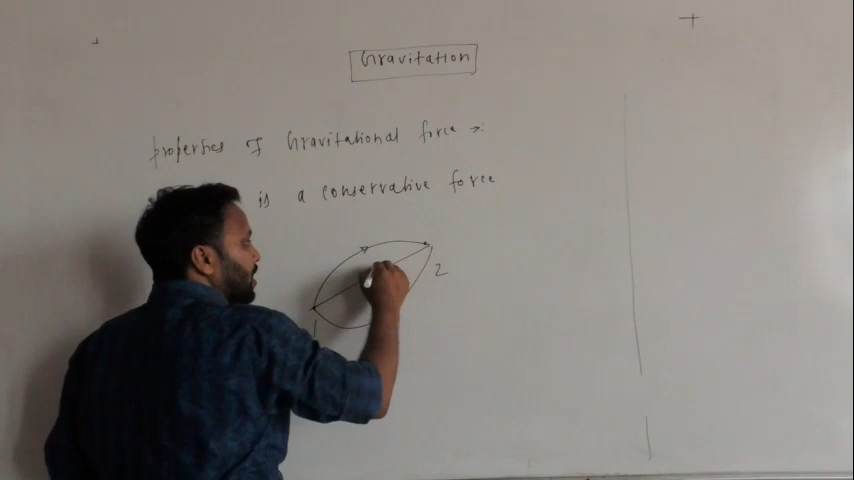 Gravitation
properties of Gravitational force →:
is a conservative force
2
1